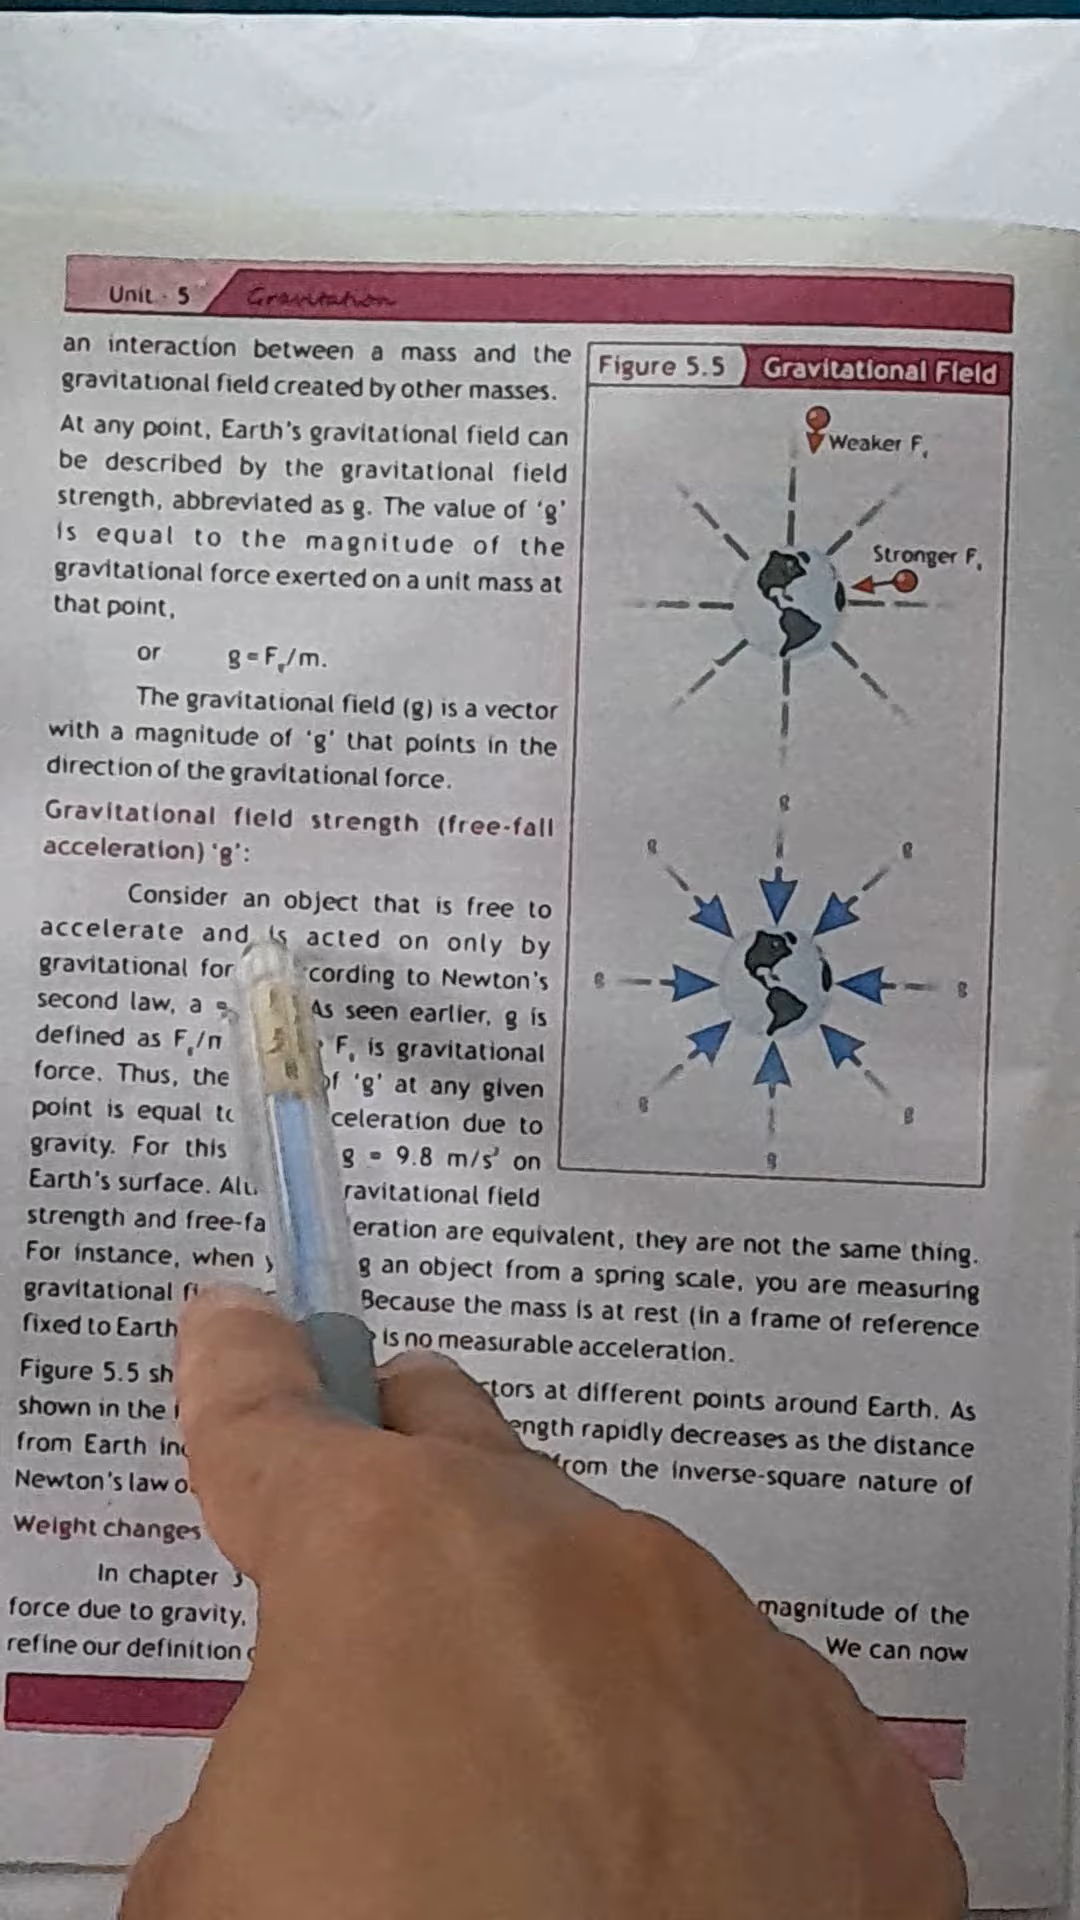 Unit - 5 Gravitation
an interaction between a mass and the
gravitational field created by other masses.
At any point, Earth's gravitational field can
be described by the gravitational field
strength, abbreviated as g. The value of 'g'
is equal to the magnitude of the
gravitational force exerted on a unit mass at
that point,
or g = Fg/m.
The gravitational field (g) is a vector
with a magnitude of 'g' that points in the
direction of the gravitational force.
Gravitational field strength (free-fall
acceleration) 'g':
Consider an object that is free to
accelerate and is acted on only by
gravitational for cording to Newton's
second law, a As seen earlier, g is
defined as Fg/m Fg is gravitational
force. Thus, the of 'g' at any given
point is equal to celeration due to
gravity. For this g = 9.8 m/s² on
Earth's surface. Alt ravitational field
strength and free-fa eration are equivalent, they are not the same thing.
For instance, when y g an object from a spring scale, you are measuring
gravitational fi Because the mass is at rest (in a frame of reference
fixed to Earth is no measurable acceleration.
Figure 5.5 sh ctors at different points around Earth. As
shown in the ength rapidly decreases as the distance
from Earth inc from the inverse-square nature of
Newton's law o
Weight changes
In chapter 3
force due to gravity. magnitude of the
refine our definition We can now
Figure 5.5 Gravitational Field
Weaker Fg
Stronger Fg
g
g
g
g
g
g
g
g